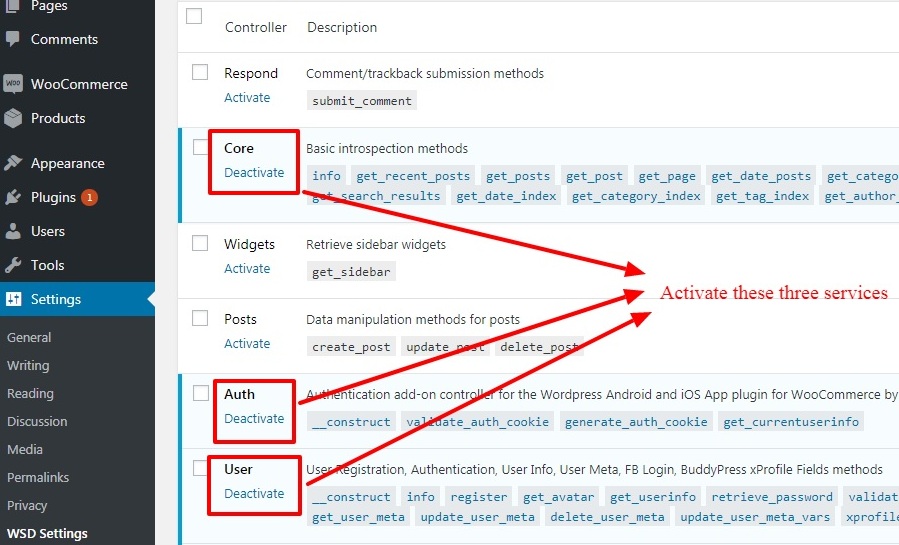 Pages
Comments
WOO WooCommerce
Products
Appearance
Plugins 1
Users
Tools
Settings
General
Writing
Reading
Discussion
Media
Permalinks
Privacy
WSD Settings
Controller Description
Respond Comment/trackback submission methods
Activate submit_comment
Core Basic introspection methods
Deactivate info get_recent_posts get_posts get_post get_page get_date_posts get_catego
get_search_results get_date_index get_category_index get_tag_index get_author_
Widgets Retrieve sidebar widgets
Activate get_sidebar
Activate these three services
Posts Data manipulation methods for posts
Activate create_post update_post delete_post
Auth Authentication add-on controller for the Wordpress Android and iOS App plugin for WooCommerce by
Deactivate __construct validate_auth_cookie generate_auth_cookie get_currentuserinfo
User User Registration, Authentication, User Info, User Meta, FB Login, BuddyPress xProfile Fields methods
Deactivate __construct info register get_avatar get_userinfo retrieve_password validat
get_user_meta update_user_meta delete_user_meta update_user_meta_vars xprofile